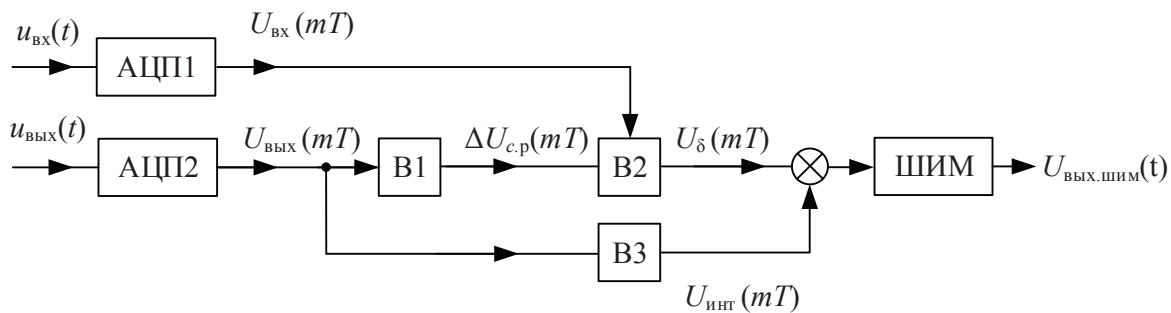 u_вх(t)
U_вх(mT)
АЦП1
u_вых(t)
U_вых(mT)
ΔU_с.р(mT)
U_δ(mT)
АЦП2
В1
В2
ШИМ
U_вых.шим(t)
В3
U_инт(mT)